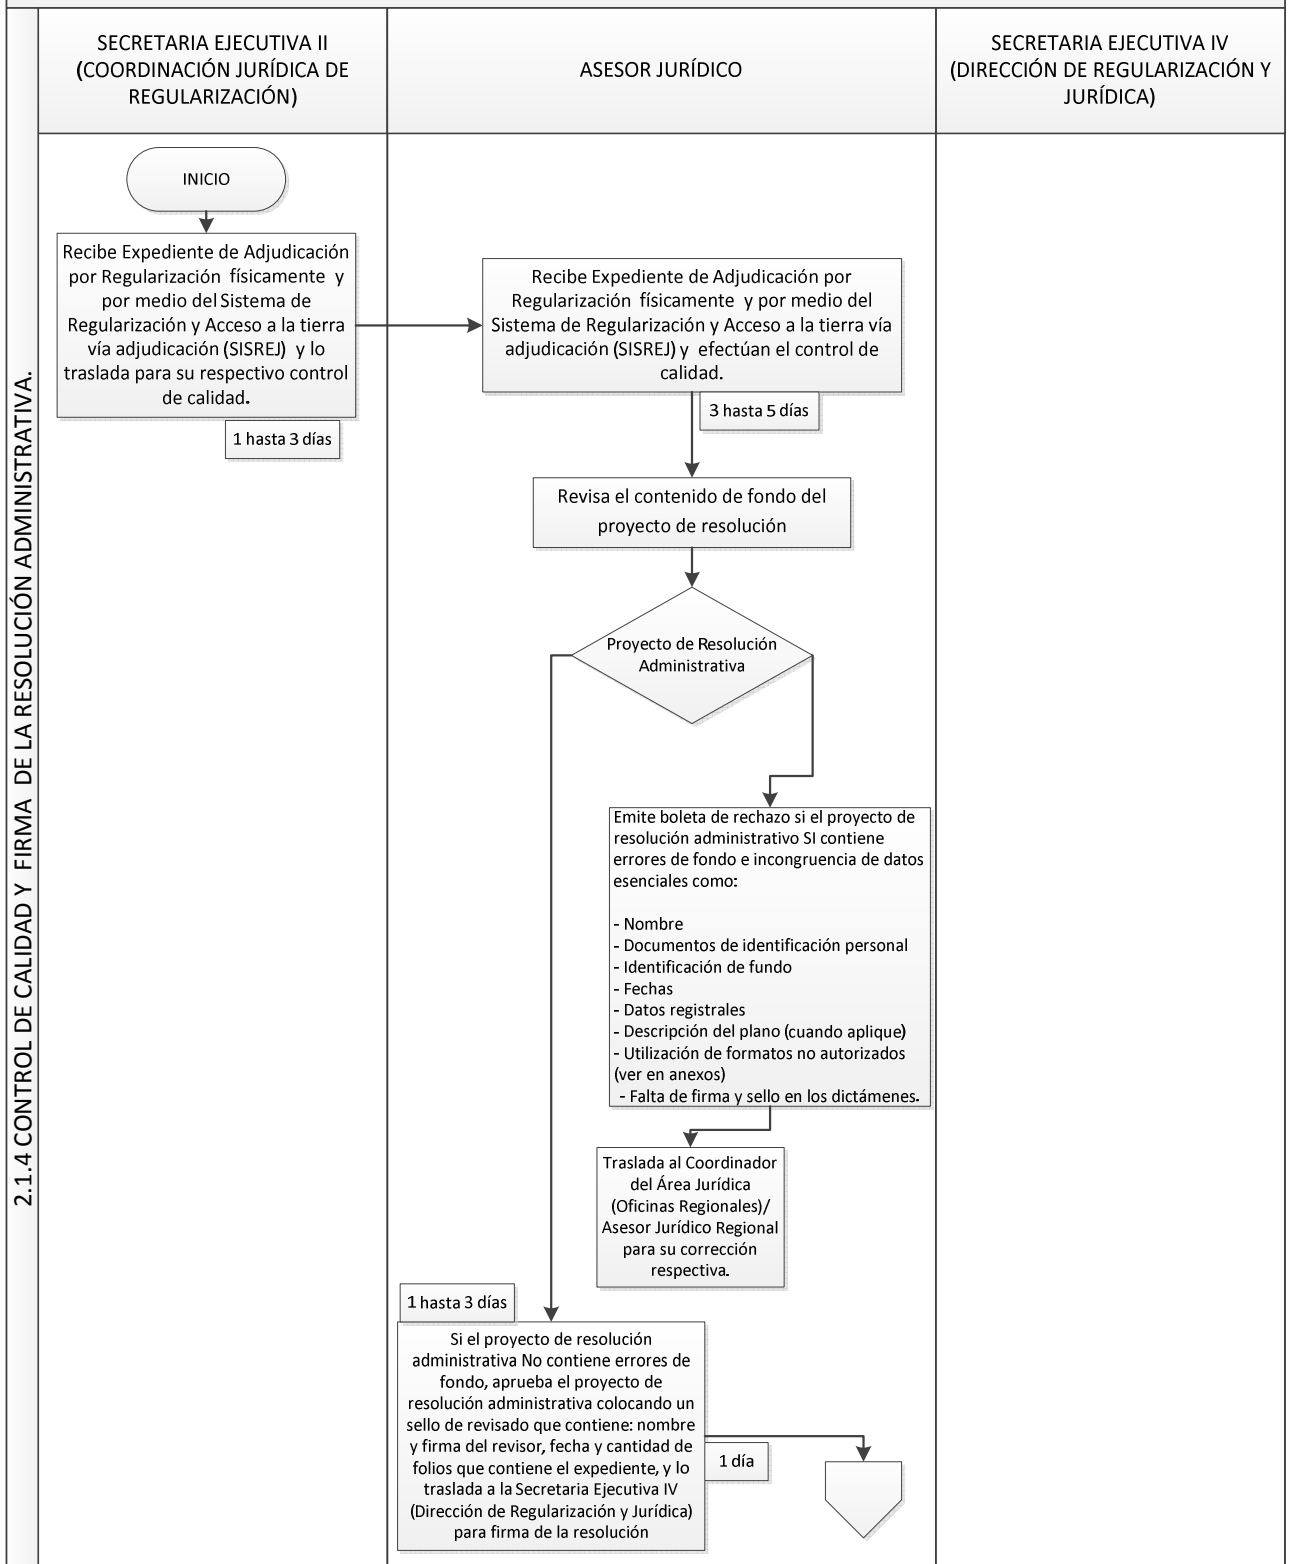 2.1.4 CONTROL DE CALIDAD Y FIRMA DE LA RESOLUCIÓN ADMINISTRATIVA.
SECRETARIA EJECUTIVA II
(COORDINACIÓN JURÍDICA DE
REGULARIZACIÓN)
ASESOR JURÍDICO
SECRETARIA EJECUTIVA IV
(DIRECCIÓN DE REGULARIZACIÓN Y
JURÍDICA)
INICIO
Recibe Expediente de Adjudicación
por Regularización físicamente y
por medio del Sistema de
Regularización y Acceso a la tierra
vía adjudicación (SISREJ) y lo
traslada para su respectivo control
de calidad.
1 hasta 3 días
Recibe Expediente de Adjudicación por
Regularización físicamente y por medio del
Sistema de Regularización y Acceso a la tierra vía
adjudicación (SISREJ) y efectúan el control de
calidad.
3 hasta 5 días
Revisa el contenido de fondo del
proyecto de resolución
Proyecto de Resolución
Administrativa
Emite boleta de rechazo si el proyecto de
resolución administrativo SI contiene
errores de fondo e incongruencia de datos
esenciales como:
- Nombre
- Documentos de identificación personal
- Identificación de fundo
- Fechas
- Datos registrales
- Descripción del plano (cuando aplique)
- Utilización de formatos no autorizados
(ver en anexos)
- Falta de firma y sello en los dictámenes.
Traslada al Coordinador
del Área Jurídica
(Oficinas Regionales)/
Asesor Jurídico Regional
para su corrección
respectiva.
1 hasta 3 días
Si el proyecto de resolución
administrativa No contiene errores de
fondo, aprueba el proyecto de
resolución administrativa colocando un
sello de revisado que contiene: nombre
y firma del revisor, fecha y cantidad de
folios que contiene el expediente, y lo
traslada a la Secretaria Ejecutiva IV
(Dirección de Regularización y Jurídica)
para firma de la resolución
1 día